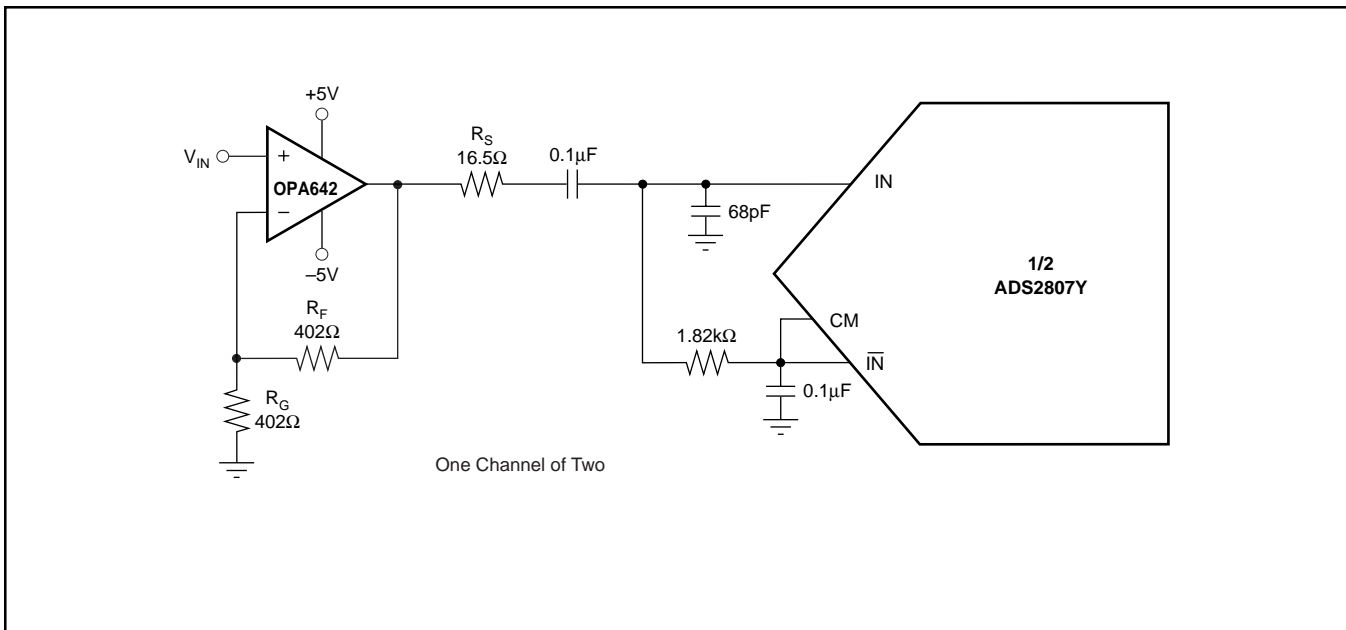 +5V
V_IN
+
OPA642
−
−5V
R_S
16.5Ω
0.1μF
IN
68pF
1/2
ADS2807Y
CM
1.82kΩ
I̅N̅
0.1μF
R_F
402Ω
R_G
402Ω
One Channel of Two